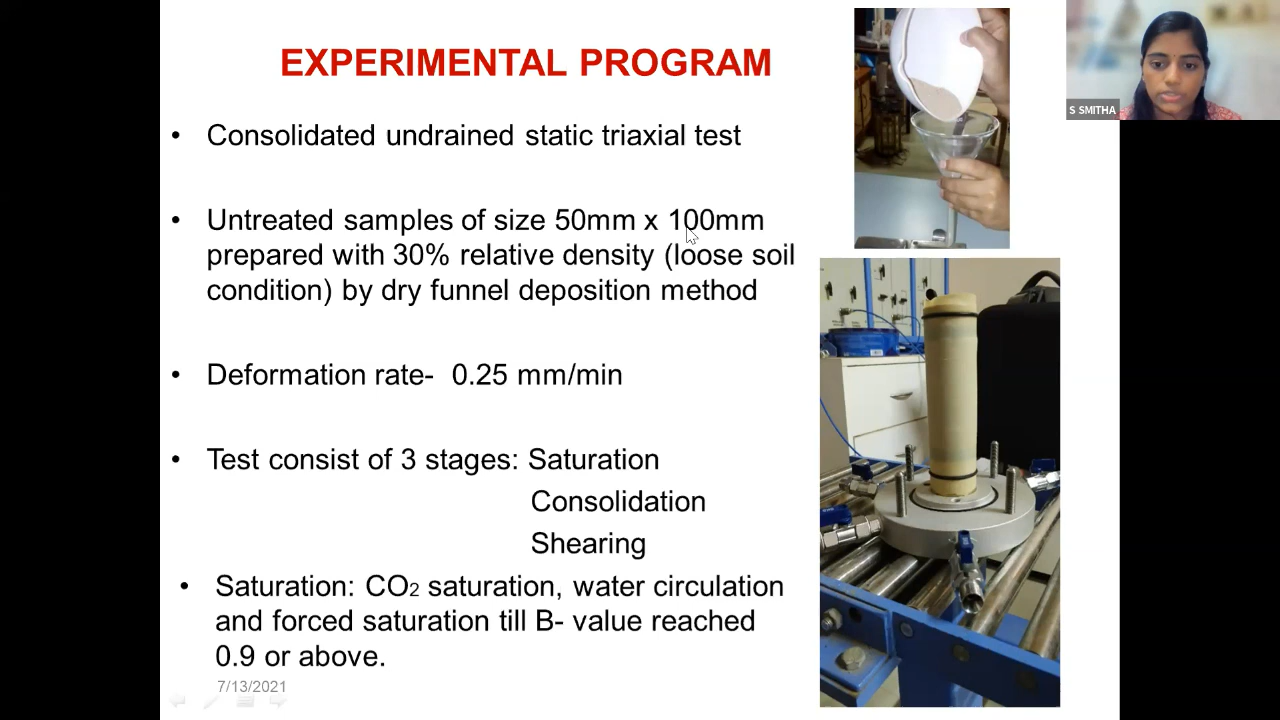 EXPERIMENTAL PROGRAM
S SMITHA
• Consolidated undrained static triaxial test
• Untreated samples of size 50mm x 100mm
prepared with 30% relative density (loose soil
condition) by dry funnel deposition method
• Deformation rate- 0.25 mm/min
• Test consist of 3 stages: Saturation
Consolidation
Shearing
• Saturation: CO2 saturation, water circulation
and forced saturation till B- value reached
0.9 or above.
7/13/2021